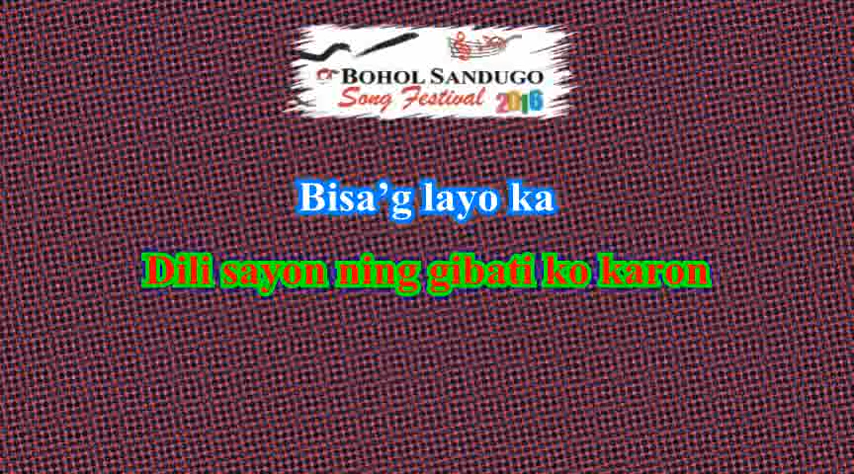 BOHOL SANDUGO
Song Festival 2016
Bisa’g layo ka
Dili sayon ning gibati ko karon